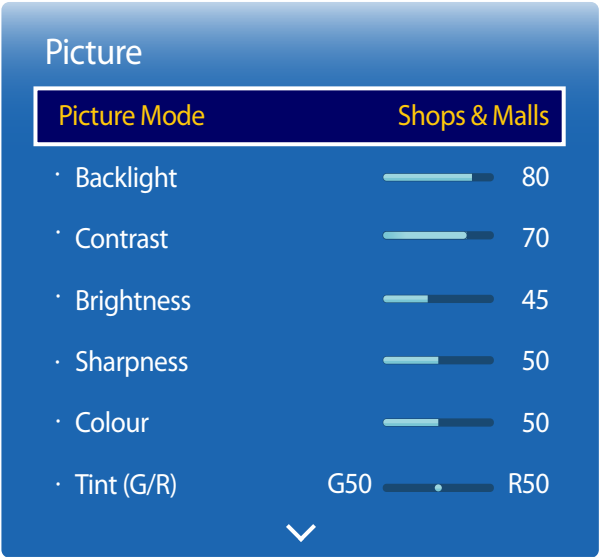 Picture
Picture Mode Shops & Malls
· Backlight 80
· Contrast 70
· Brightness 45
· Sharpness 50
· Colour 50
· Tint (G/R) G50 R50